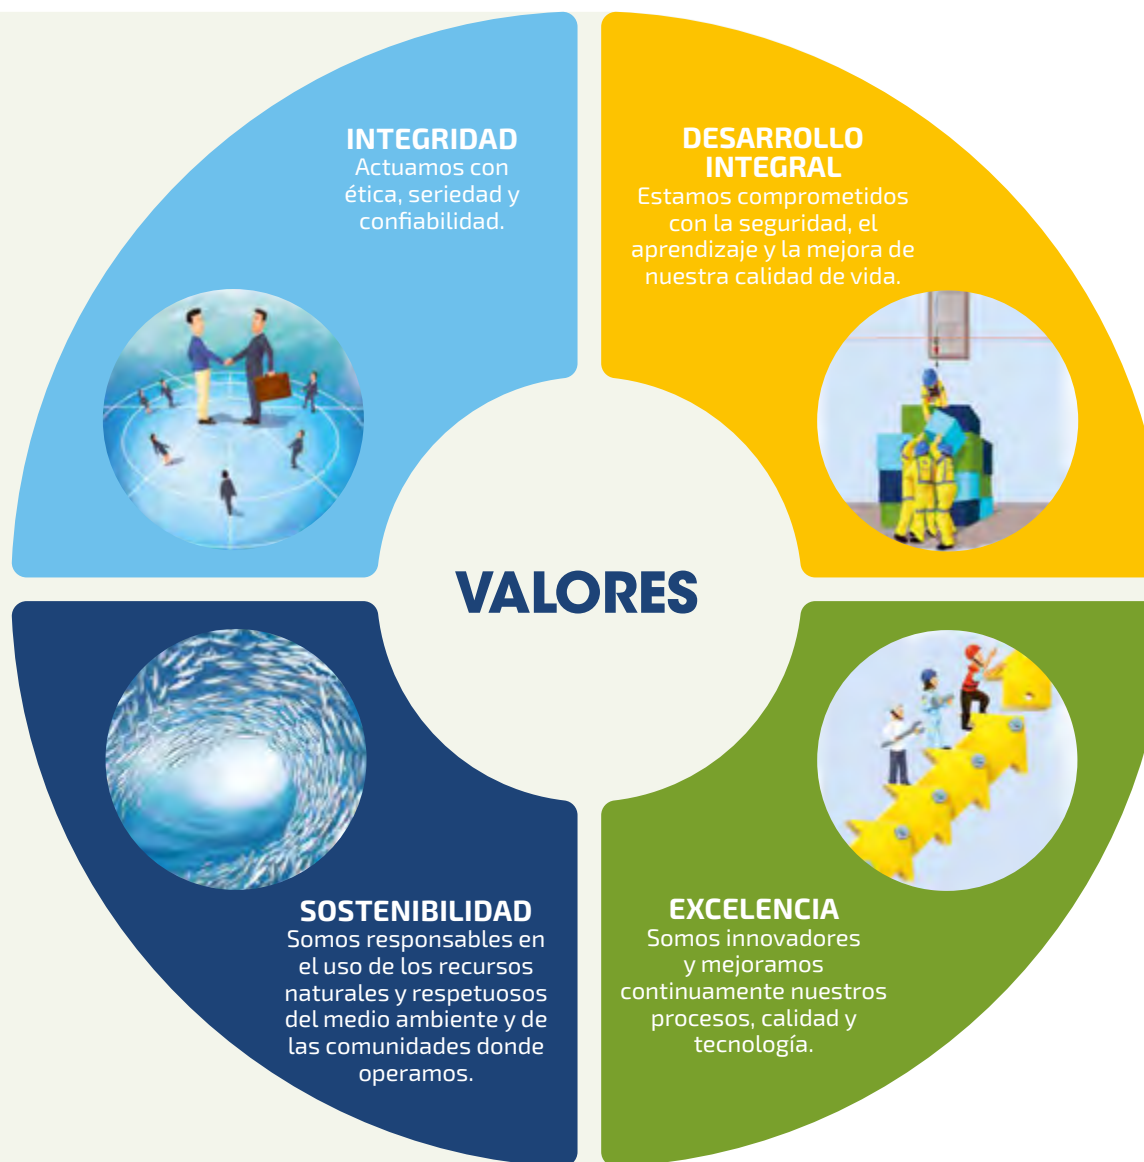 INTEGRIDAD
Actuamos con
ética, seriedad y
confiabilidad.
DESARROLLO
INTEGRAL
Estamos comprometidos
con la seguridad, el
aprendizaje y la mejora de
nuestra calidad de vida.
VALORES
SOSTENIBILIDAD
Somos responsables en
el uso de los recursos
naturales y respetuosos
del medio ambiente y de
las comunidades donde
operamos.
EXCELENCIA
Somos innovadores
y mejoramos
continuamente nuestros
procesos, calidad y
tecnología.